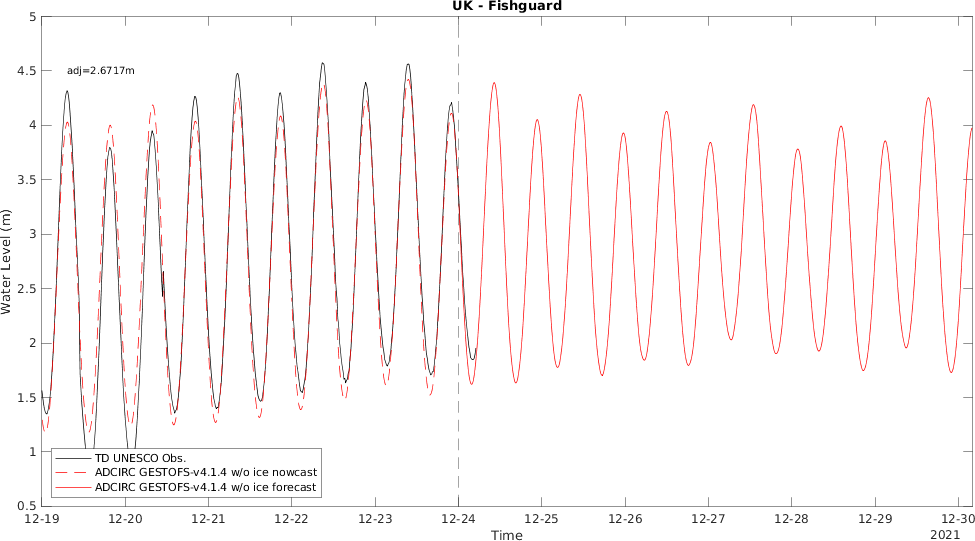 UK - Fishguard
5
4.5
4
3.5
3
2.5
2
1.5
1
0.5
Water Level (m)
adj=2.6717m
TD UNESCO Obs.
ADCIRC GESTOFS-v4.1.4 w/o ice nowcast
ADCIRC GESTOFS-v4.1.4 w/o ice forecast
12-19 12-20 12-21 12-22 12-23 12-24 12-25 12-26 12-27 12-28 12-29 12-30
Time
2021